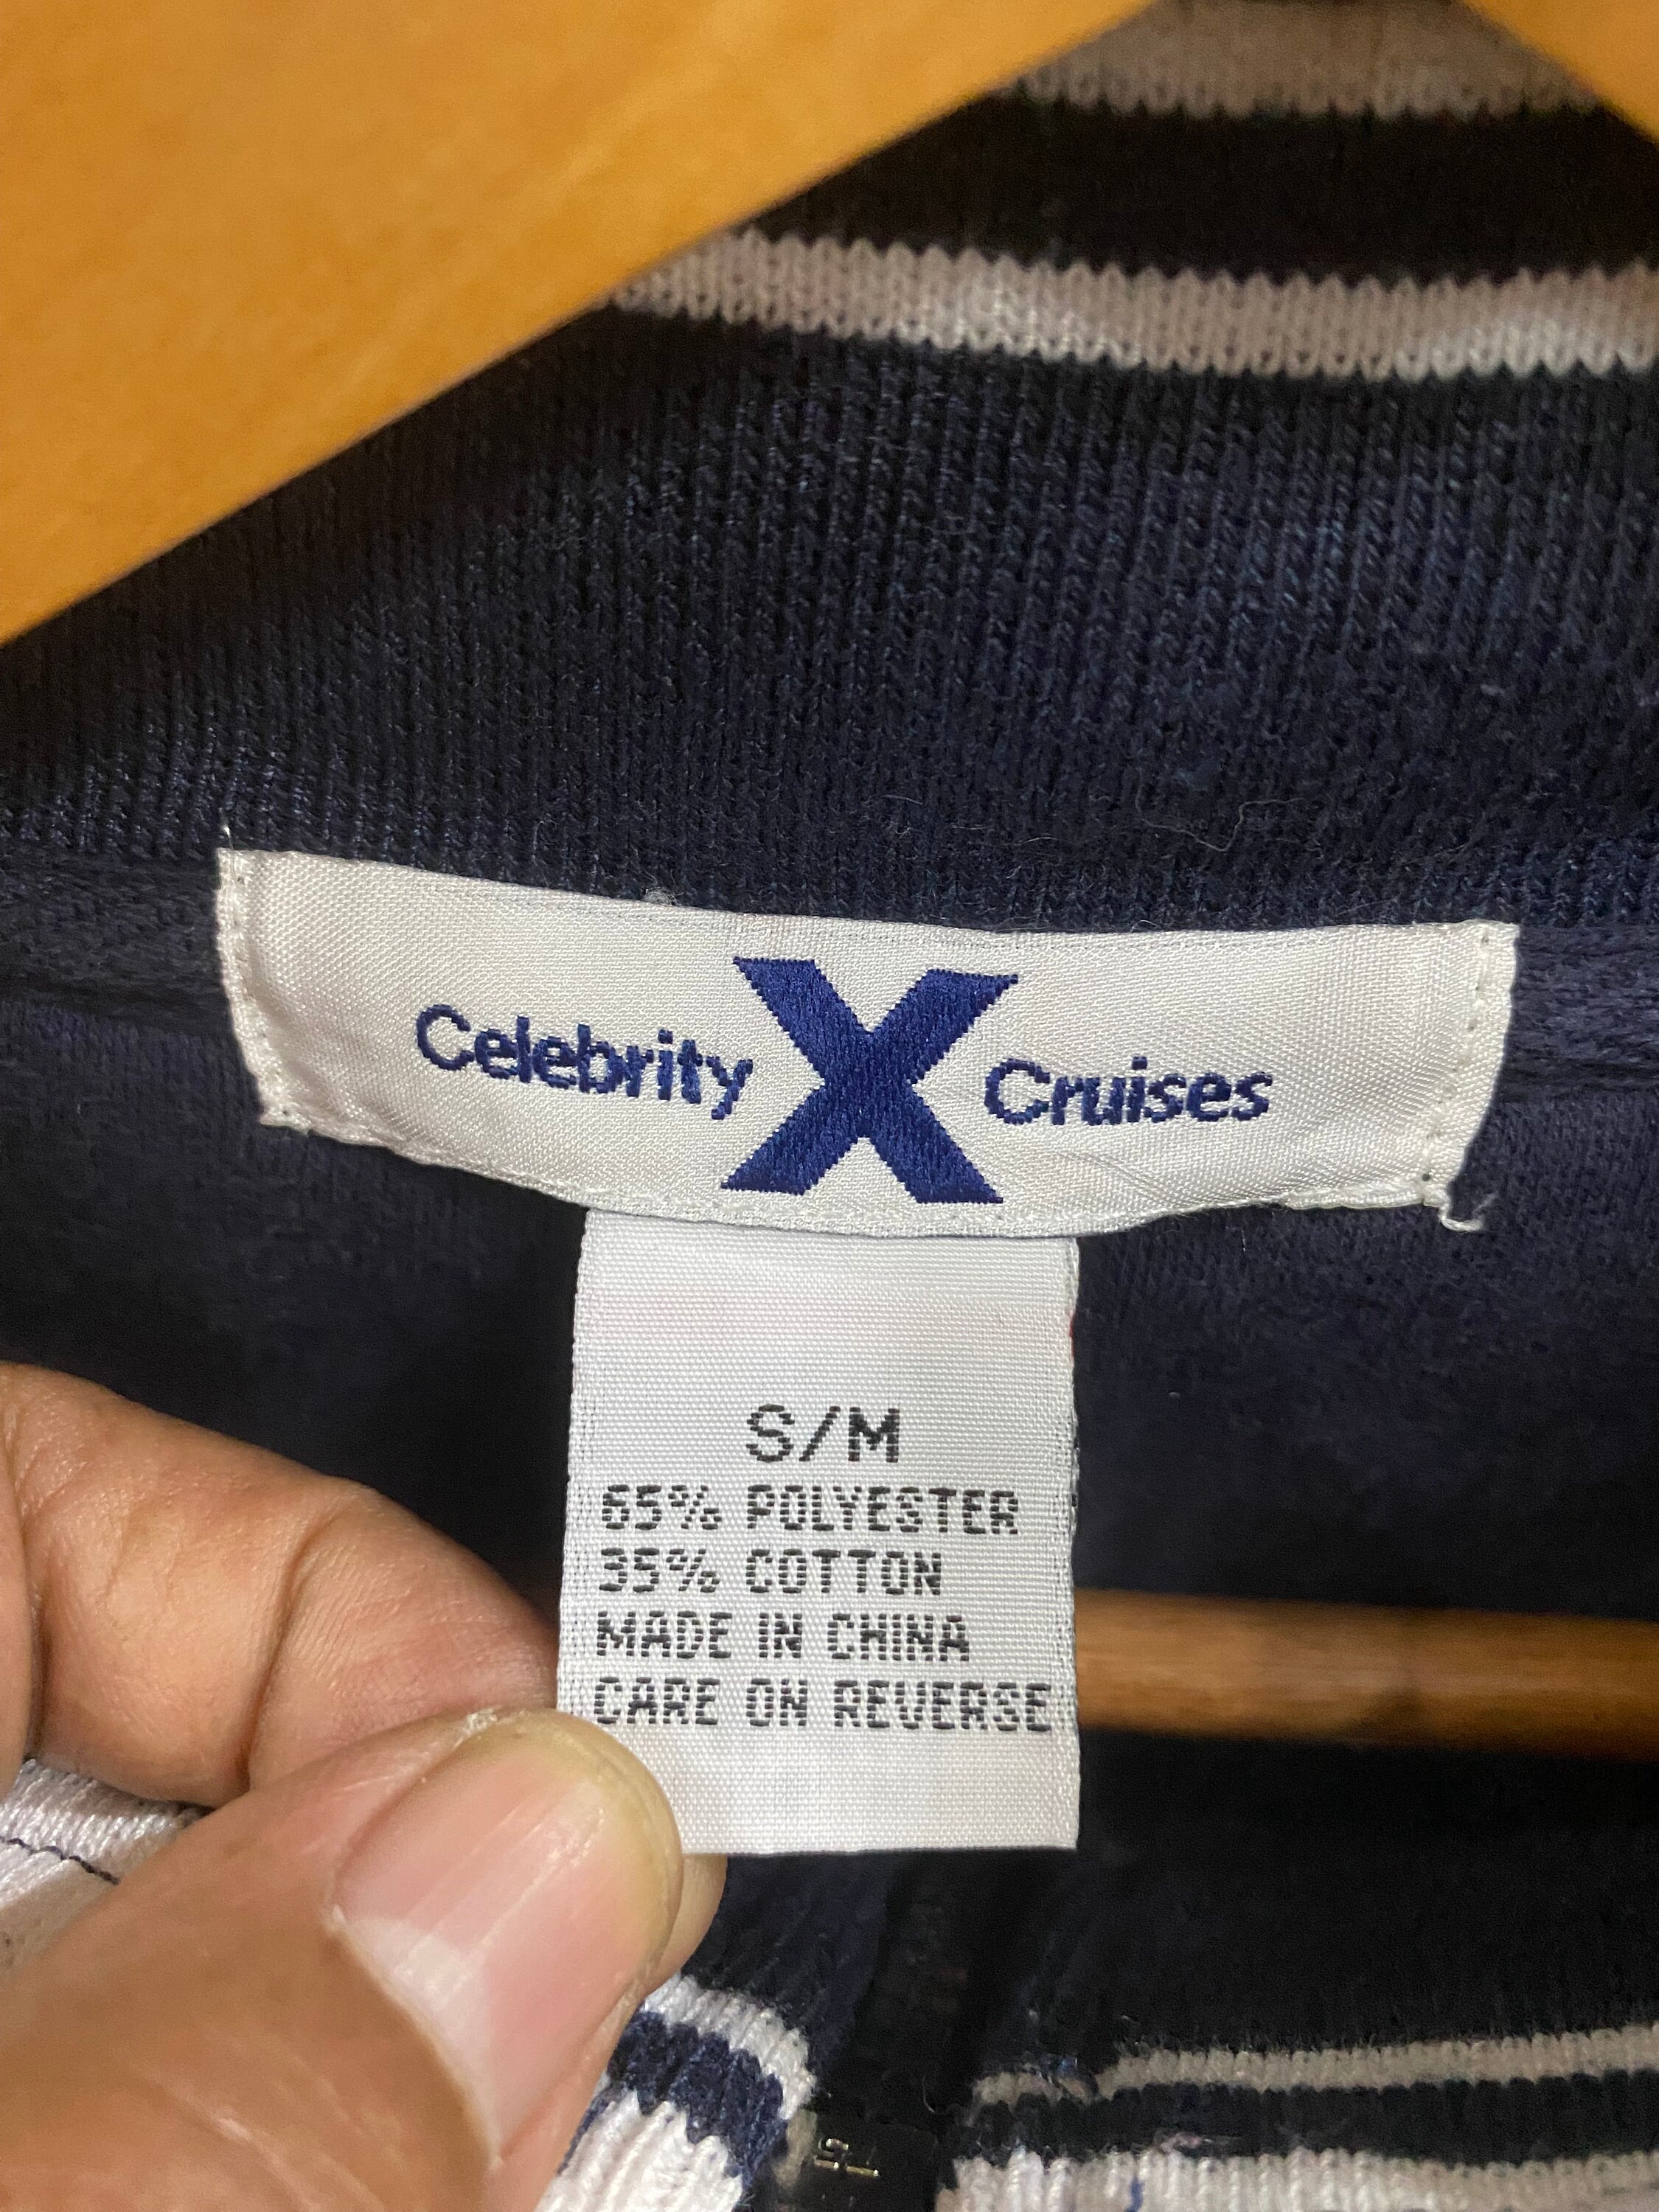 Celebrity X Cruises
S/M
65% POLYESTER
35% COTTON
MADE IN CHINA
CARE ON REVERSE